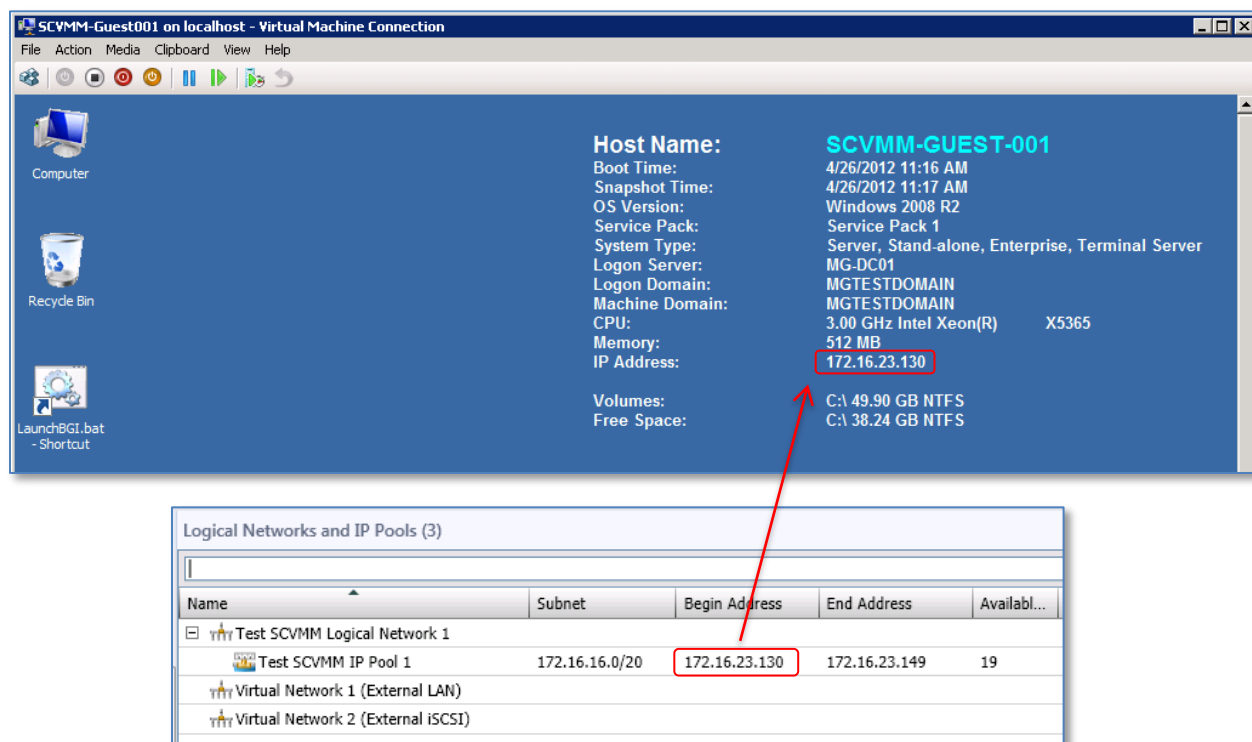 SCVMM-Guest001 on localhost - Virtual Machine Connection
File Action Media Clipboard View Help
Computer
Recycle Bin
LaunchBGI.bat
- Shortcut
Host Name: SCVMM-GUEST-001
Boot Time: 4/26/2012 11:16 AM
Snapshot Time: 4/26/2012 11:17 AM
OS Version: Windows 2008 R2
Service Pack: Service Pack 1
System Type: Server, Stand-alone, Enterprise, Terminal Server
Logon Server: MG-DC01
Logon Domain: MGTESTDOMAIN
Machine Domain: MGTESTDOMAIN
CPU: 3.00 GHz Intel Xeon(R) X5365
Memory: 512 MB
IP Address: 172.16.23.130
Volumes: C:\ 49.90 GB NTFS
Free Space: C:\ 38.24 GB NTFS
Logical Networks and IP Pools (3)
Name Subnet Begin Address End Address Availabl...
Test SCVMM Logical Network 1
Test SCVMM IP Pool 1 172.16.16.0/20 172.16.23.130 172.16.23.149 19
Virtual Network 1 (External LAN)
Virtual Network 2 (External iSCSI)